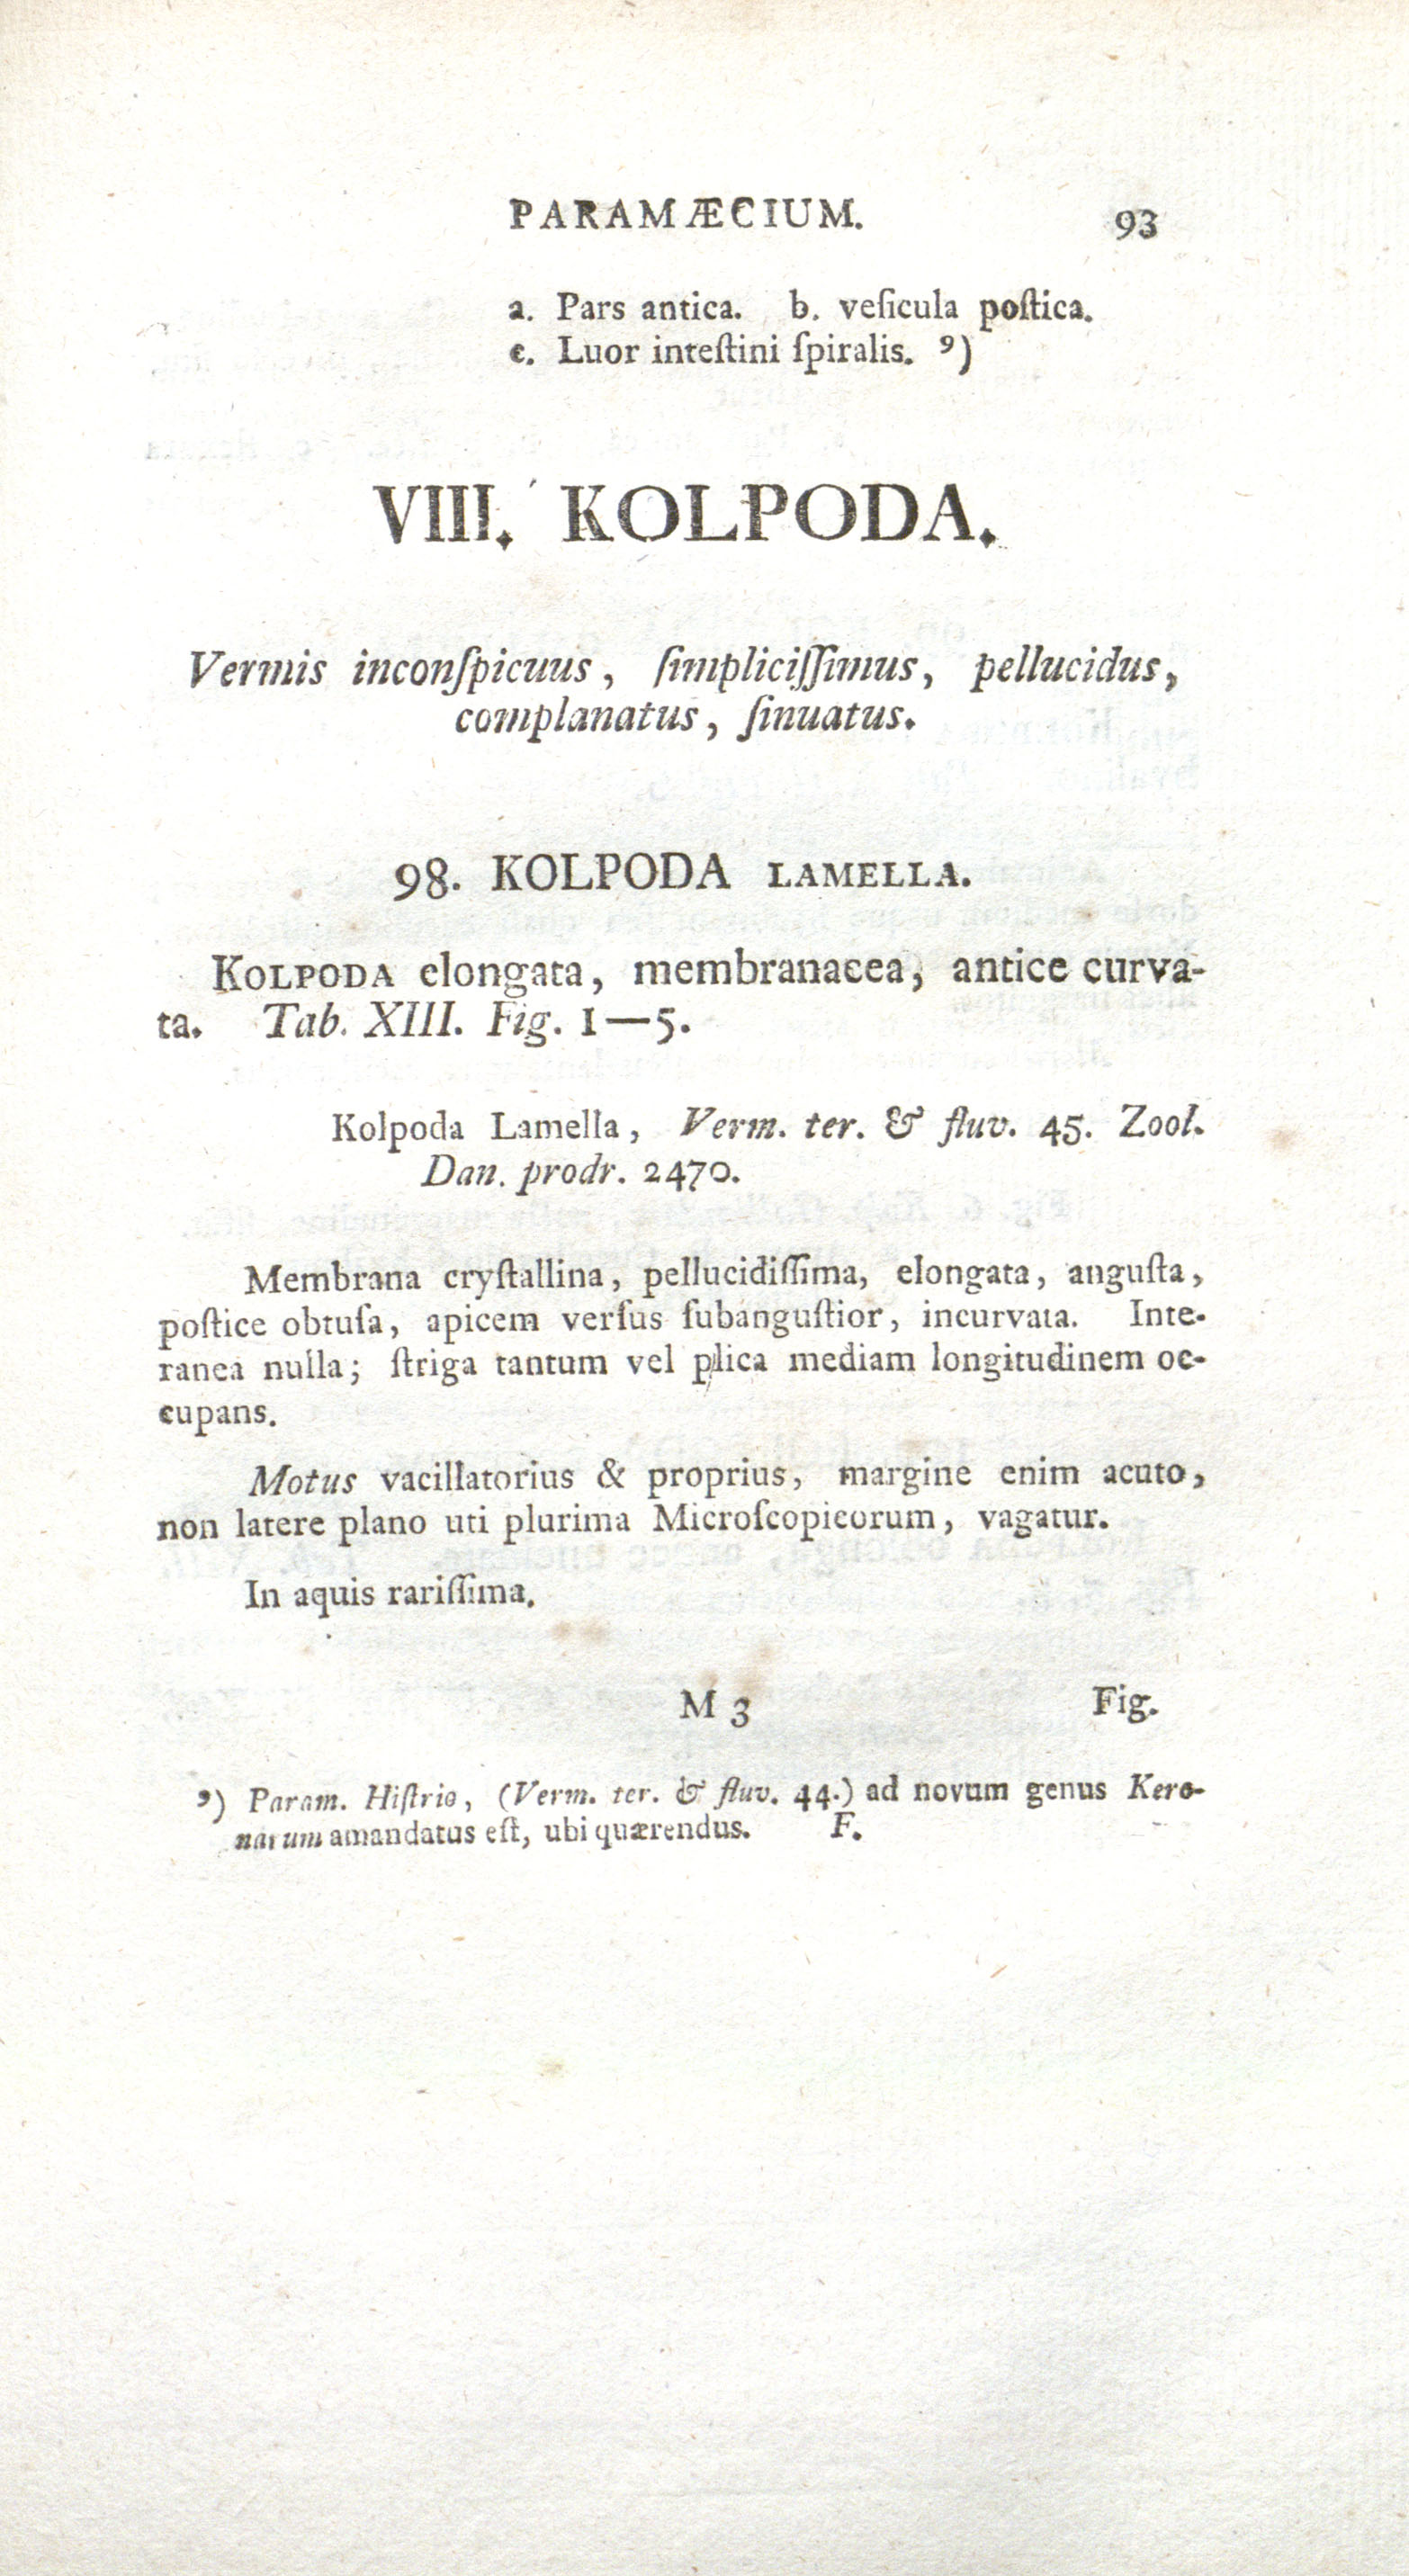 PARAMÆCIUM. 93
a. Pars antica. b. veſicula poſtica.
c. Luor inteſtini ſpiralis. 9)
VIII. KOLPODA.
Vermis inconſpicuus, ſimpliciſſimus, pellucidus,
complanatus, ſinuatus.
98. KOLPODA LAMELLA.
KOLPODA elongata, membranacea, antice curva-
ta. Tab. XIII. Fig. 1—5.
Kolpoda Lamella, Verm. ter. & fluv. 45. Zool.
Dan. prodr. 2470.
Membrana cryſtallina, pellucidiſſima, elongata, anguſta,
poſtice obtuſa, apicem verſus ſubanguſtior, incurvata. Inte-
ranea nulla; ſtriga tantum vel plica mediam longitudinem oc-
cupans.
Motus vacillatorius & proprius, margine enim acuto,
non latere plano uti plurima Microſcopicorum, vagatur.
In aquis rariſſima.
M 3 Fig.
9) Param. Hiſtrio, (Verm. ter. & fluv. 44.) ad novum genus Kero-
narum amandatus eſt, ubi quærendus. F.